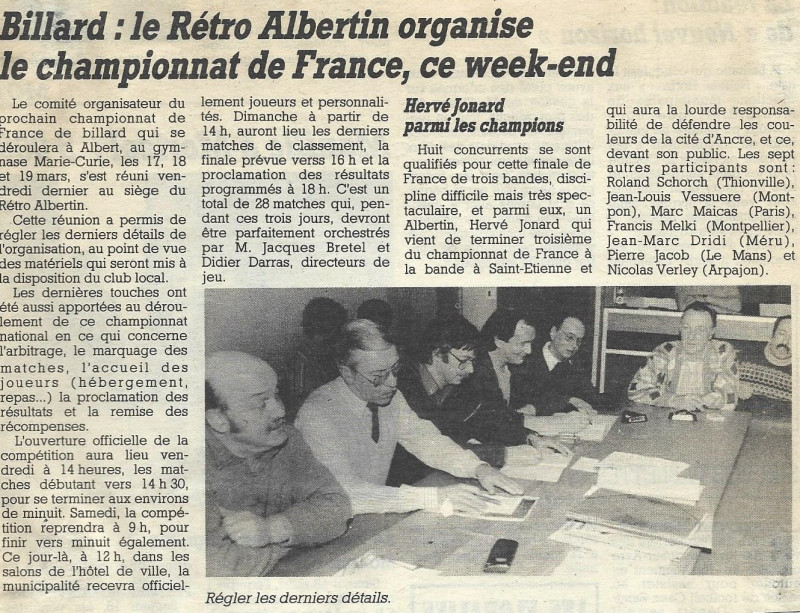 Billard : le Rétro Albertin organise
le championnat de France, ce week-end
Le comité organisateur du
prochain championnat de
France de billard qui se
déroulera à Albert, au gym-
nase Marie-Curie, les 17, 18
et 19 mars, s'est réuni ven-
dredi dernier au siège du
Rétro Albertin.
Cette réunion a permis de
régler les derniers détails de
l'organisation, au point de vue
des matériels qui seront mis à
la disposition du club local.
Les dernières touches ont
été aussi apportées au dérou-
lement de ce championnat
national en ce qui concerne
l'arbitrage, le marquage des
matches, l'accueil des
joueurs (hébergement,
repas...) la proclamation des
résultats et la remise des
récompenses.
L'ouverture officielle de la
compétition aura lieu ven-
dredi à 14 heures, les mat-
ches débutant vers 14 h 30,
pour se terminer aux environs
de minuit. Samedi, la compé-
tition reprendra à 9 h, pour
finir vers minuit également.
Ce jour-là, à 12 h, dans les
salons de l'hôtel de ville, la
municipalité recevra officiel-
lement joueurs et personnali-
tés. Dimanche à partir de
14 h, auront lieu les derniers
matches de classement, la
finale prévue verss 16 h et la
proclamation des résultats
programmés à 18 h. C'est un
total de 28 matches qui, pen-
dant ces trois jours, devront
être parfaitement orchestrés
par M. Jacques Bretel et
Didier Darras, directeurs de
jeu.
Hervé Jonard
parmi les champions
Huit concurrents se sont
qualifiés pour cette finale de
France de trois bandes, disci-
pline difficile mais très spec-
taculaire, et parmi eux, un
Albertin, Hervé Jonard qui
vient de terminer troisième
du championnat de France à
la bande à Saint-Etienne et
qui aura la lourde responsa-
bilité de défendre les cou-
leurs de la cité d'Ancre, et ce,
devant son public. Les sept
autres participants sont :
Roland Schorch (Thionville),
Jean-Louis Vessuere (Mont-
pon), Marc Maicas (Paris),
Francis Melki (Montpellier),
Jean-Marc Dridi (Méru),
Pierre Jacob (Le Mans) et
Nicolas Verley (Arpajon).
Régler les derniers détails.